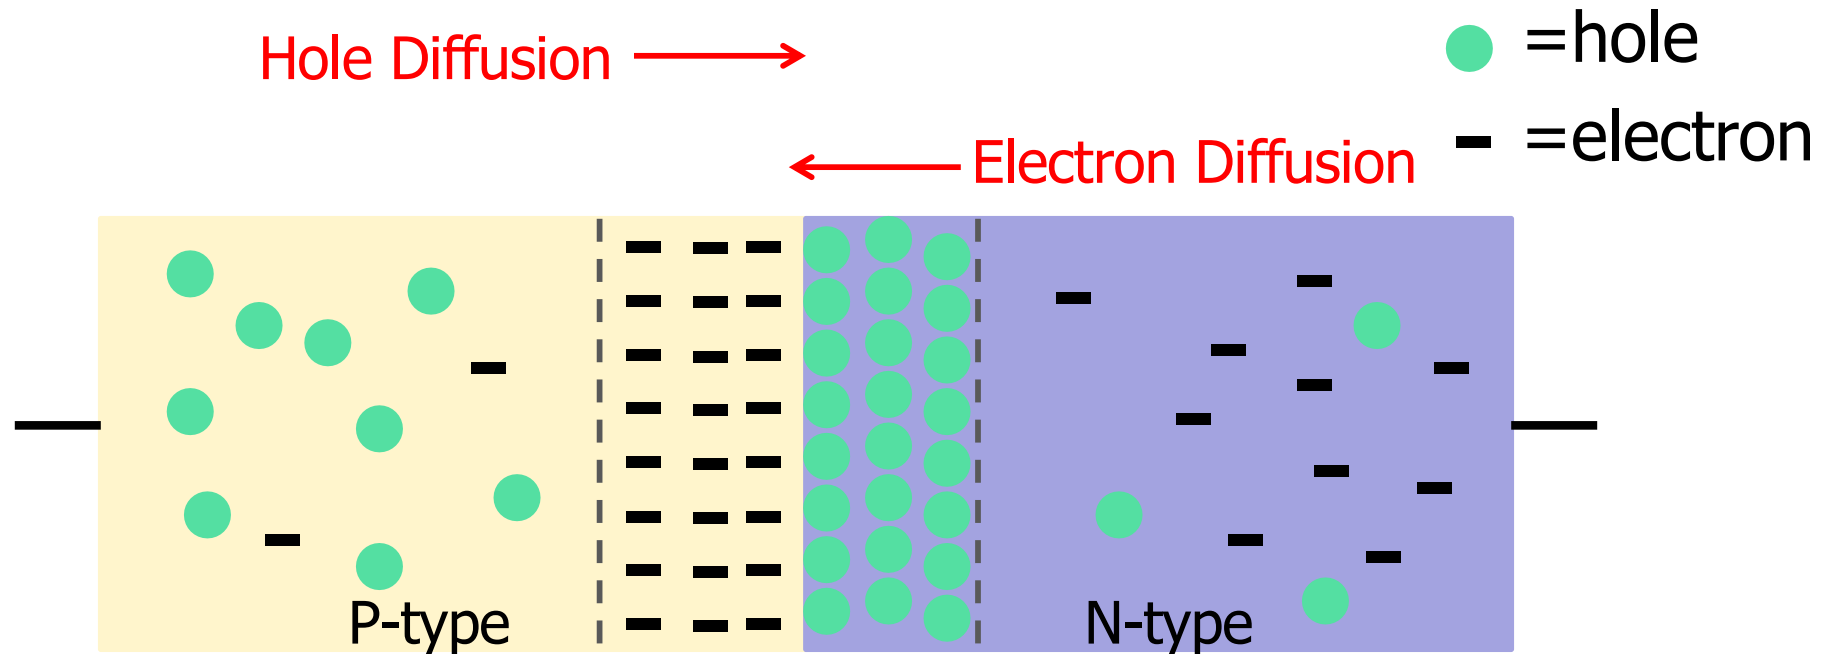 Hole Diffusion
=hole
=electron
Electron Diffusion
P-type
N-type